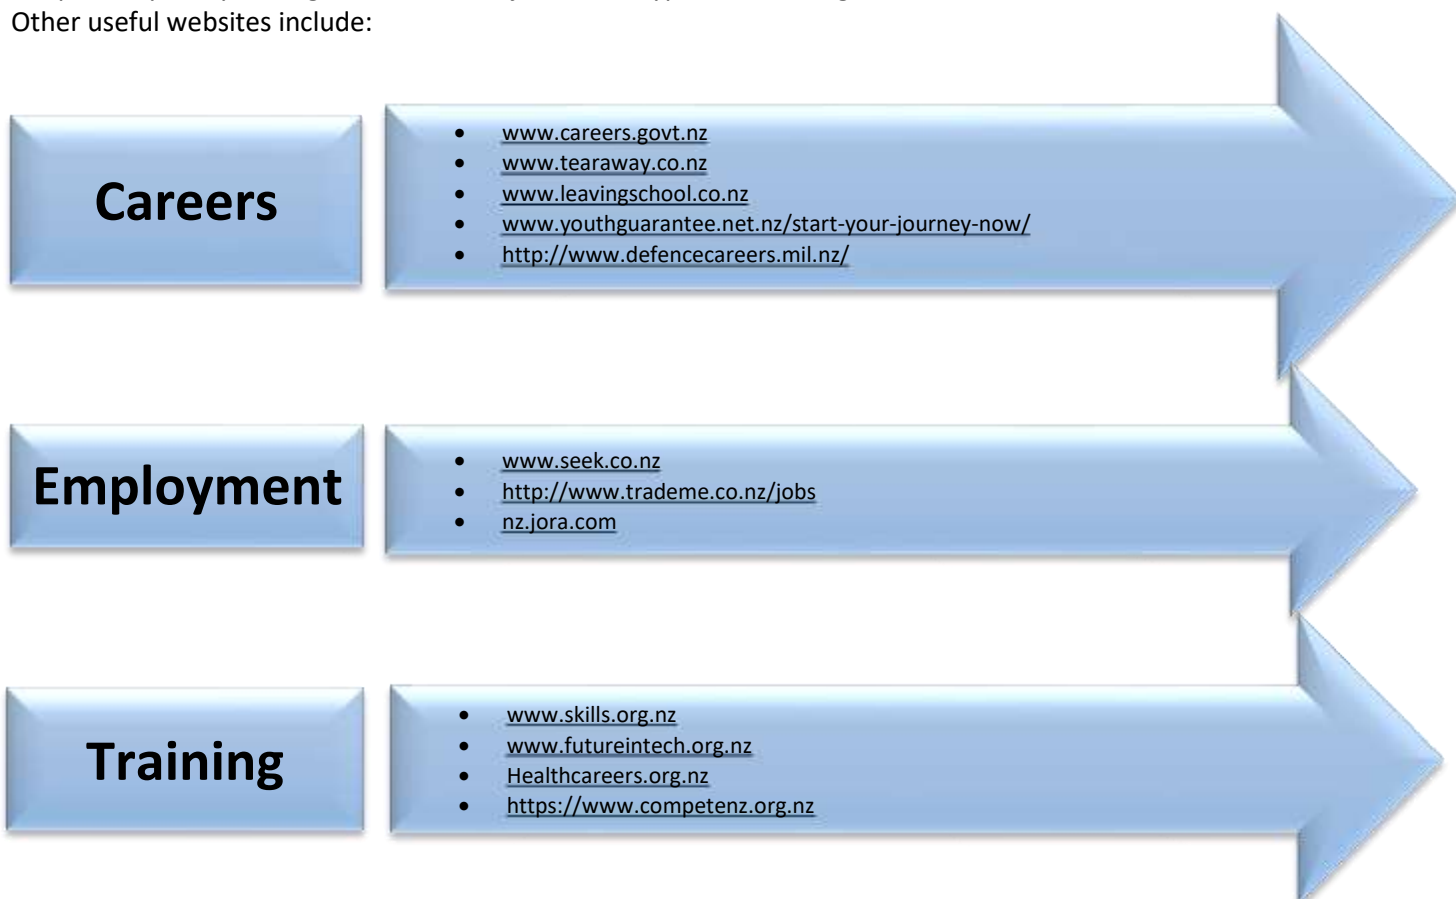 Other useful websites include:
Careers
• www.careers.govt.nz
• www.tearaway.co.nz
• www.leavingschool.co.nz
• www.youthguarantee.net.nz/start-your-journey-now/
• http://www.defencecareers.mil.nz/
Employment
• www.seek.co.nz
• http://www.trademe.co.nz/jobs
• nz.jora.com
Training
• www.skills.org.nz
• www.futureintech.org.nz
• Healthcareers.org.nz
• https://www.competenz.org.nz